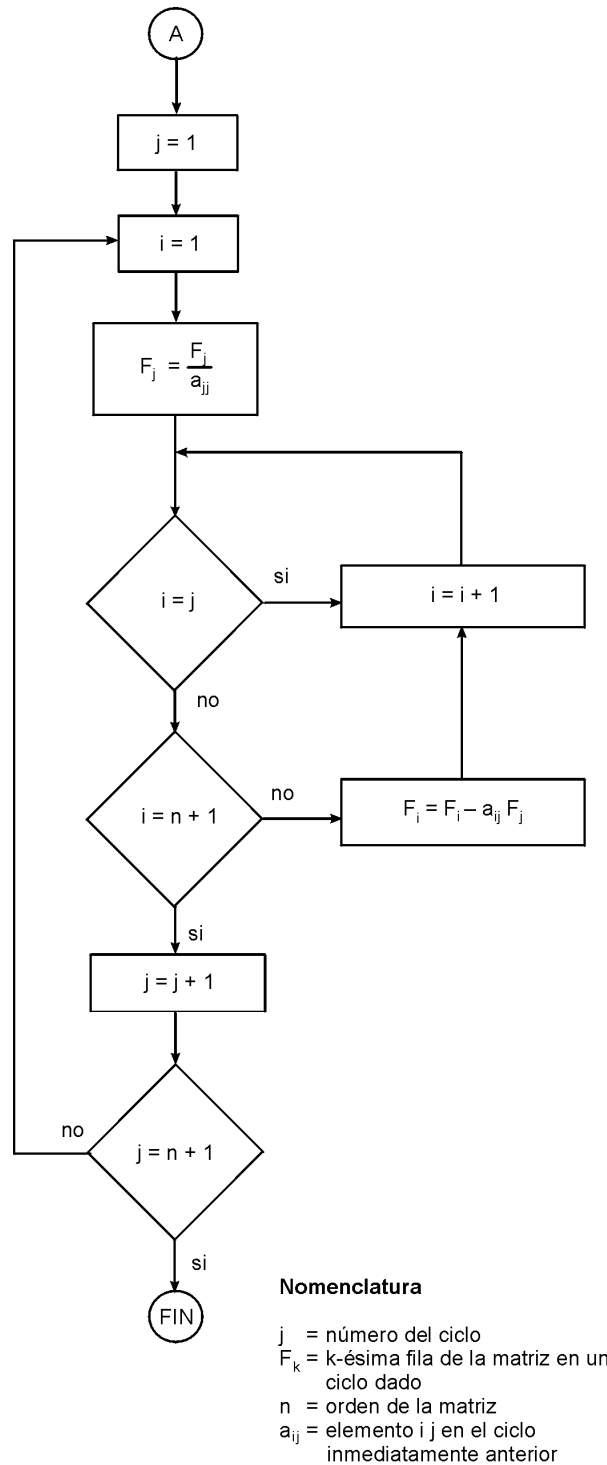 A
j = 1
i = 1
F_j = F_j / a_jj
i = j
si
i = i + 1
no
i = n + 1
no
F_i = F_i – a_ij F_j
si
j = j + 1
no
j = n + 1
si
FIN
Nomenclatura
j = número del ciclo
F_k = k-ésima fila de la matriz en un
ciclo dado
n = orden de la matriz
a_ij = elemento i j en el ciclo
inmediatamente anterior